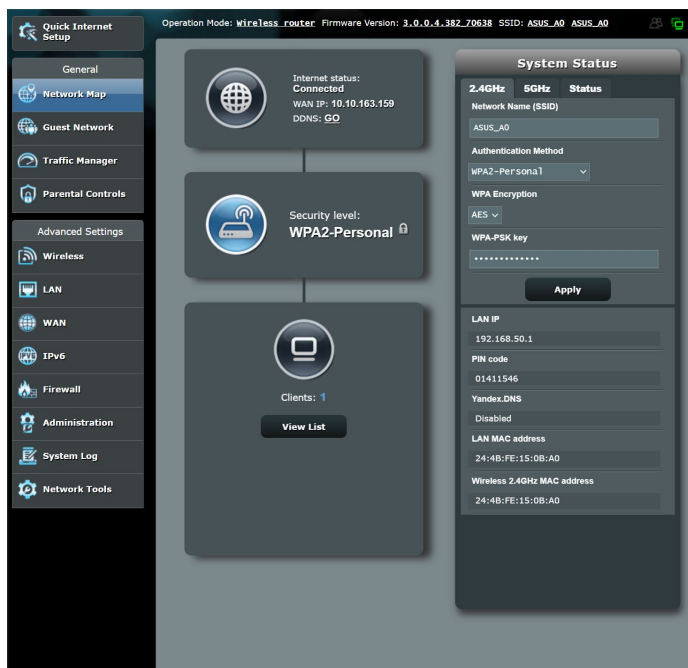 Quick Internet
Setup
Operation Mode: Wireless router Firmware Version: 3.0.0.4.382_70638 SSID: ASUS_A0 ASUS_A0
General
Network Map
Guest Network
Traffic Manager
Parental Controls
Advanced Settings
Wireless
LAN
WAN
IPv6
IPv6
Firewall
Administration
System Log
Network Tools
Internet status:
Connected
WAN IP: 10.10.163.159
DDNS: GO
Security level:
WPA2-Personal
Clients: 1
View List
System Status
2.4GHz 5GHz Status
Network Name (SSID)
ASUS_A0
Authentication Method
WPA2-Personal
WPA Encryption
AES
WPA-PSK key
•••••••••••••
Apply
LAN IP
192.168.50.1
PIN code
01411546
Yandex.DNS
Disabled
LAN MAC address
24:4B:FE:15:0B:A0
Wireless 2.4GHz MAC address
24:4B:FE:15:0B:A0